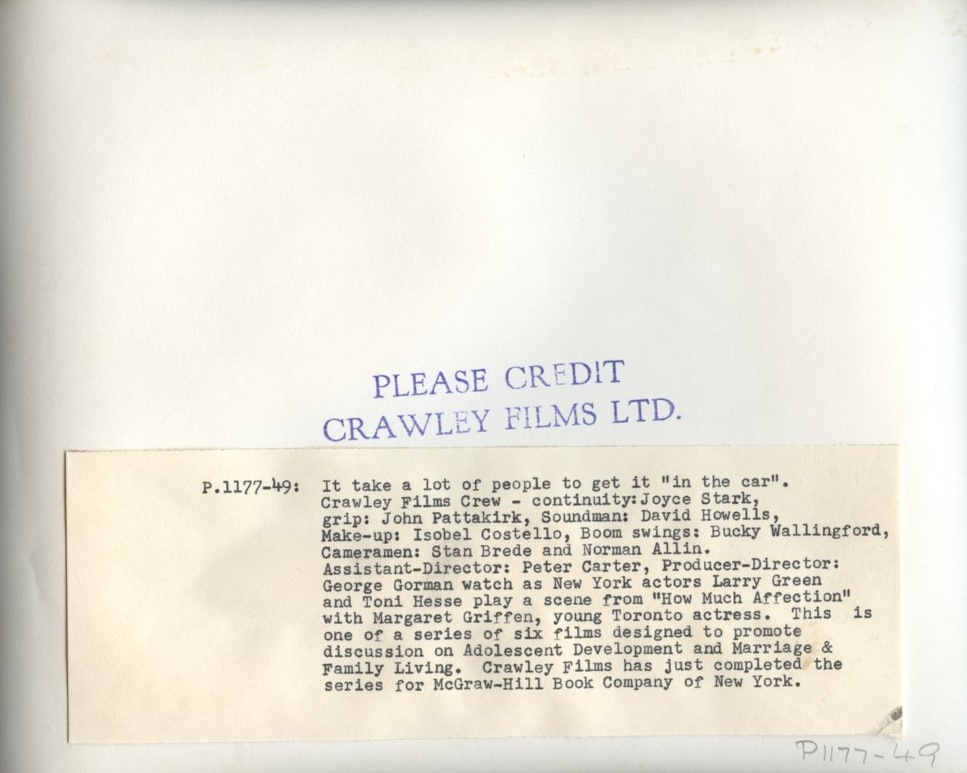 PLEASE CREDIT
CRAWLEY FILMS LTD.
P.1177-49: It take a lot of people to get it "in the car".
Crawley Films Crew - continuity:Joyce Stark,
grip: John Pattakirk, Soundman: David Howells,
Make-up: Isobel Costello, Boom swings: Bucky Wallingford,
Cameramen: Stan Brede and Norman Allin.
Assistant-Director: Peter Carter, Producer-Director:
George Gorman watch as New York actors Larry Green
and Toni Hesse play a scene from "How Much Affection"
with Margaret Griffen, young Toronto actress. This is
one of a series of six films designed to promote
discussion on Adolescent Development and Marriage &
Family Living. Crawley Films has just completed the
series for McGraw-Hill Book Company of New York.
P1177-49